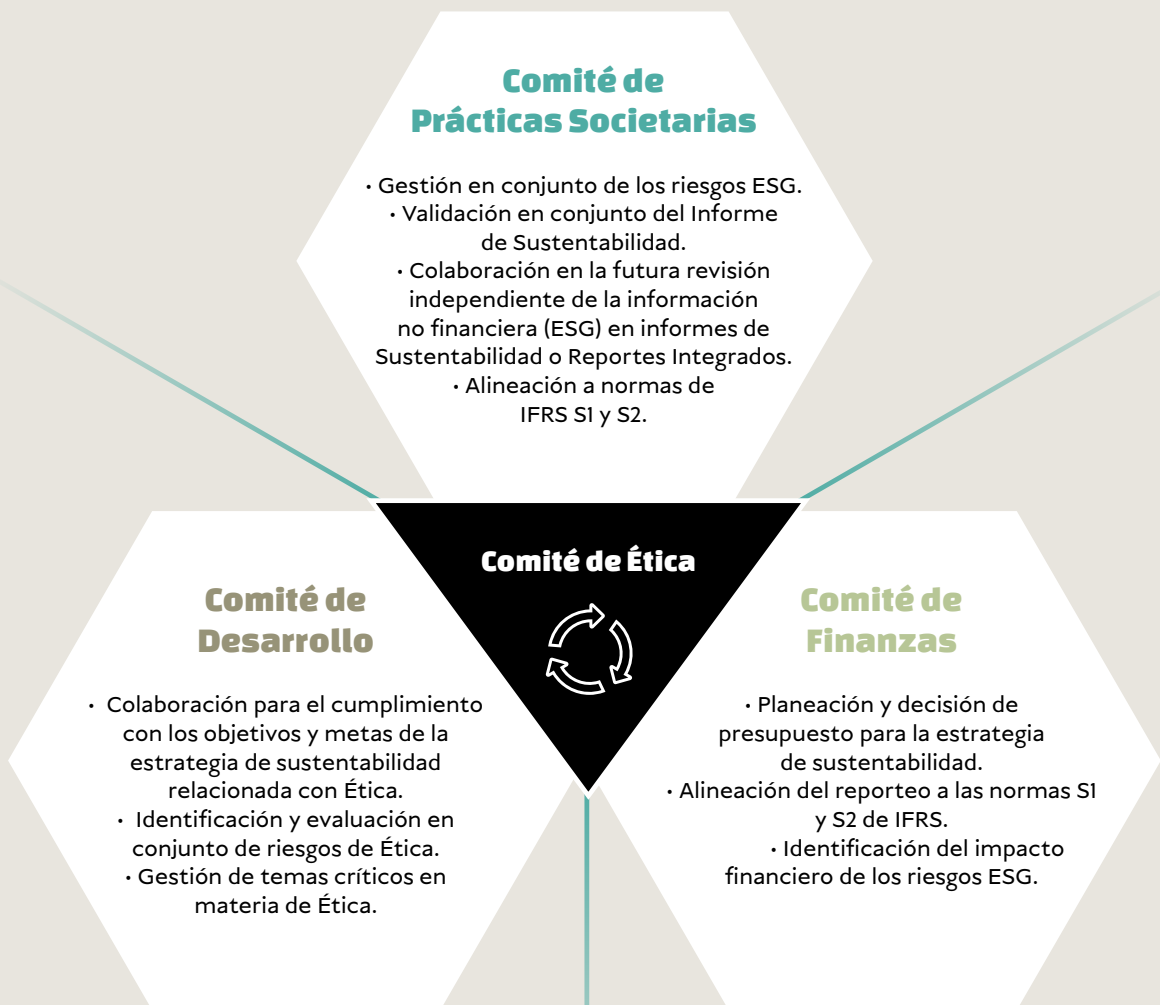 Comité de
Prácticas Societarias
• Gestión en conjunto de los riesgos ESG.
• Validación en conjunto del Informe
de Sustentabilidad.
• Colaboración en la futura revisión
independiente de la información
no financiera (ESG) en informes de
Sustentabilidad o Reportes Integrados.
• Alineación a normas de
IFRS S1 y S2.
Comité de Ética
Comité de
Desarrollo
• Colaboración para el cumplimiento
con los objetivos y metas de la
estrategia de sustentabilidad
relacionada con Ética.
• Identificación y evaluación en
conjunto de riesgos de Ética.
• Gestión de temas críticos en
materia de Ética.
Comité de
Finanzas
• Planeación y decisión de
presupuesto para la estrategia
de sustentabilidad.
• Alineación del reporteo a las normas S1
y S2 de IFRS.
• Identificación del impacto
financiero de los riesgos ESG.